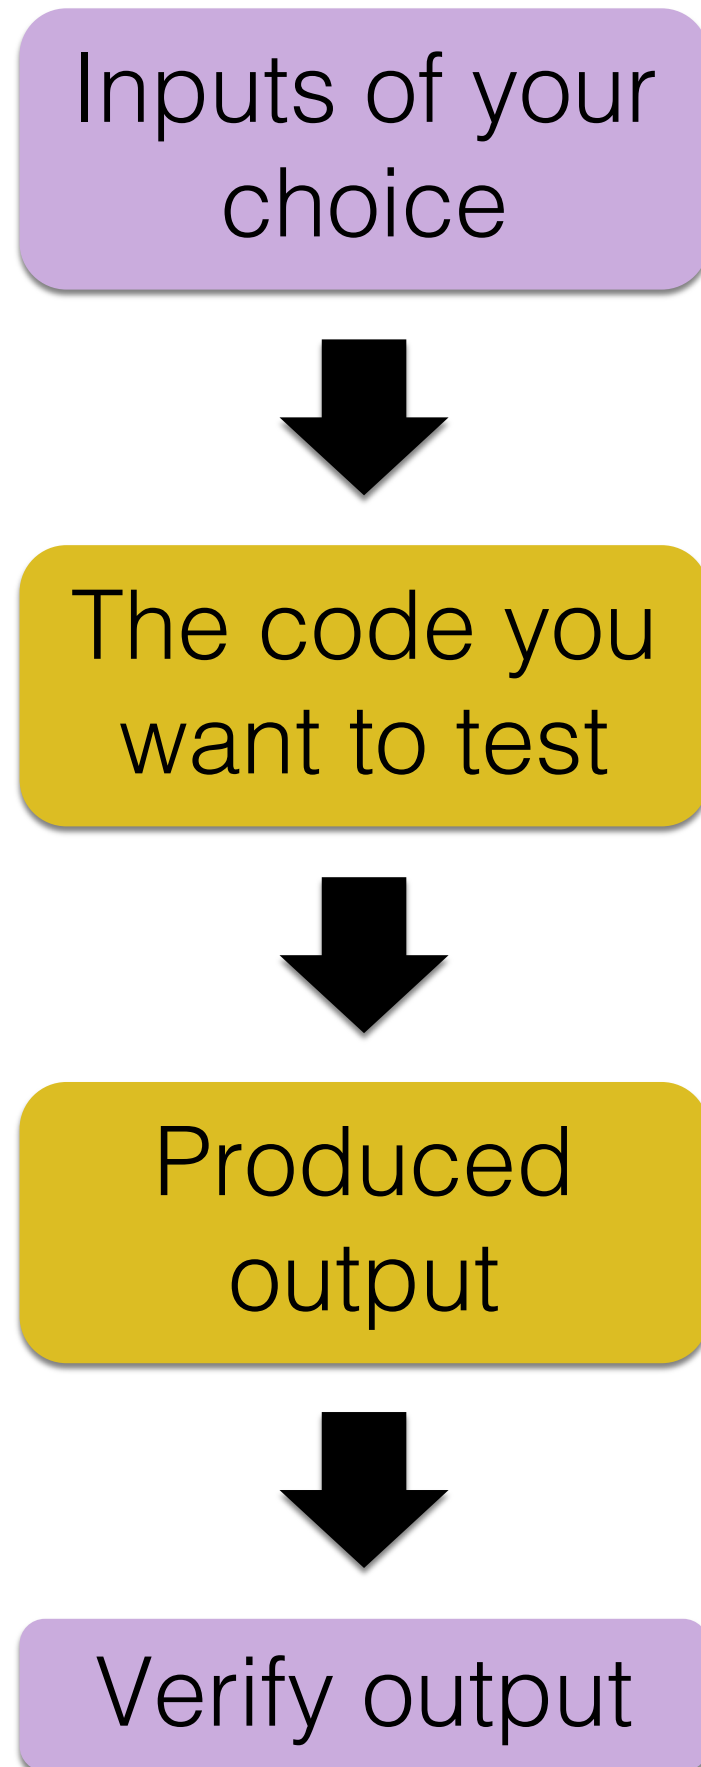 Inputs of your
choice
The code you
want to test
Produced
output
Verify output